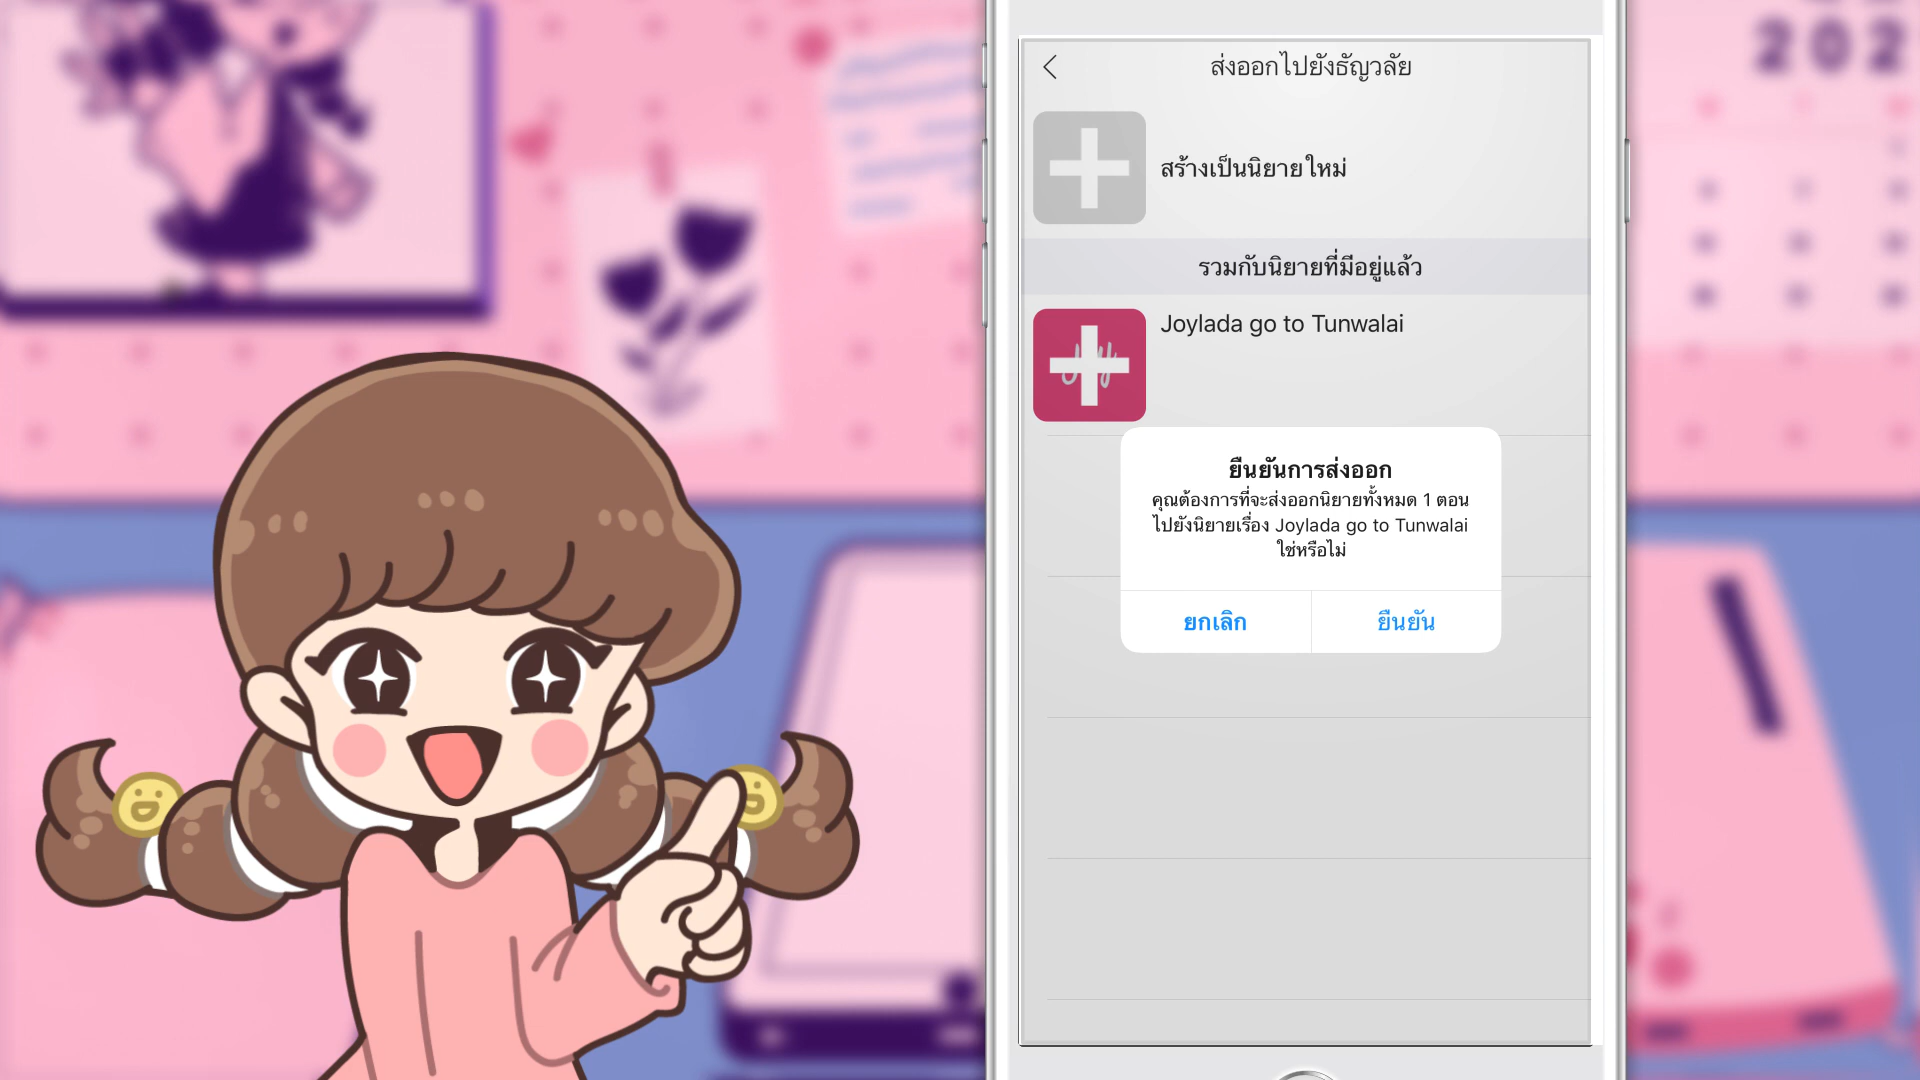 202
ส่งออกไปยังธัญวลัย
สร้างเป็นนิยายใหม่
รวมกับนิยายที่มีอยู่แล้ว
Joy
Joylada go to Tunwalai
ยืนยันการส่งออก
คุณต้องการที่จะส่งออกนิยายทั้งหมด 1 ตอน
ไปยังนิยายเรื่อง Joylada go to Tunwalai
ใช่หรือไม่
ยกเลิก
ยืนยัน